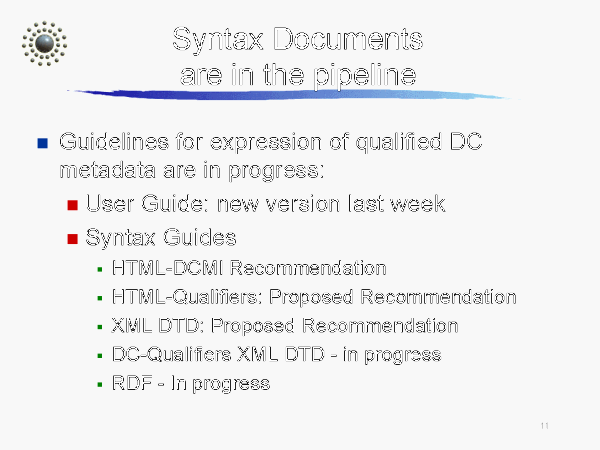 Syntax Documents
are in the pipeline
Guidelines for expression of qualified DC
metadata are in progress:
User Guide: new version last week
Syntax Guides
HTML-DCMI Recommendation
HTML-Qualifiers: Proposed Recommendation
XML DTD: Proposed Recommendation
DC-Qualifiers XML DTD - in progress
RDF - In progress
11